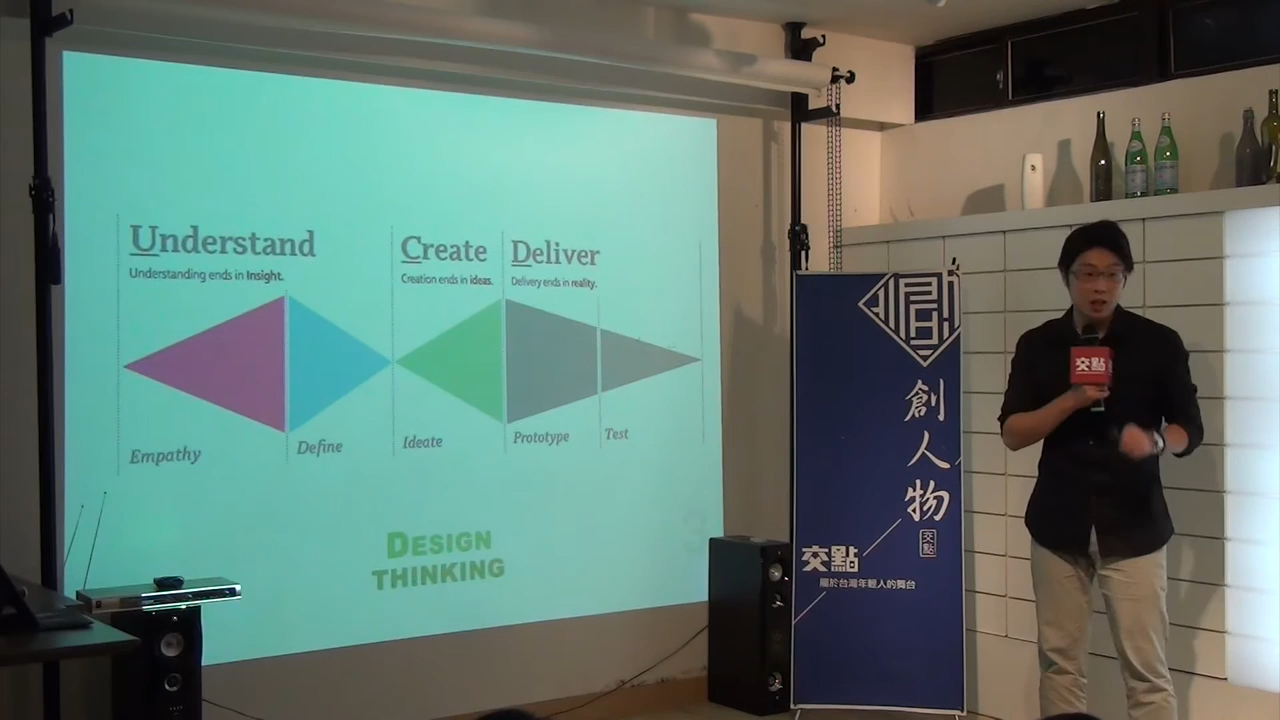 Understand
Understanding ends in Insight.
Create
Creation ends in ideas.
Deliver
Delivery ends in reality.
Empathy
Define
Ideate
Prototype
Test
DESIGN
THINKING
創人物
交點
交點
屬於台灣年輕人的舞台
交點